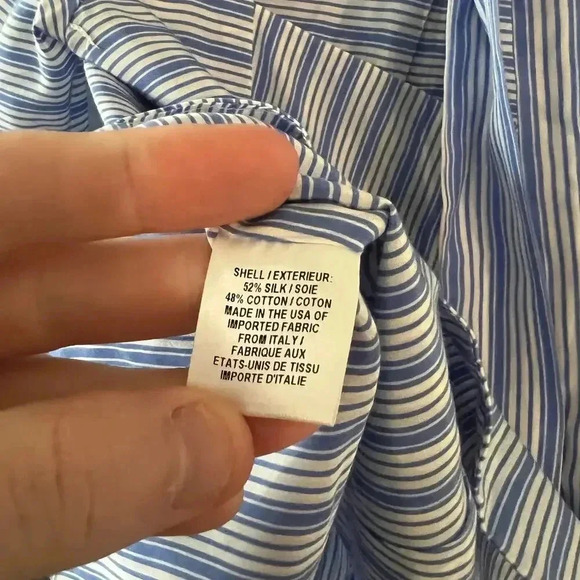 SHELL / EXTERIEUR:
52% SILK / SOIE
48% COTTON / COTON
MADE IN THE USA OF
IMPORTED FABRIC
FROM ITALY /
FABRIQUE AUX
ETATS-UNIS DE TISSU
IMPORTE D'ITALIE